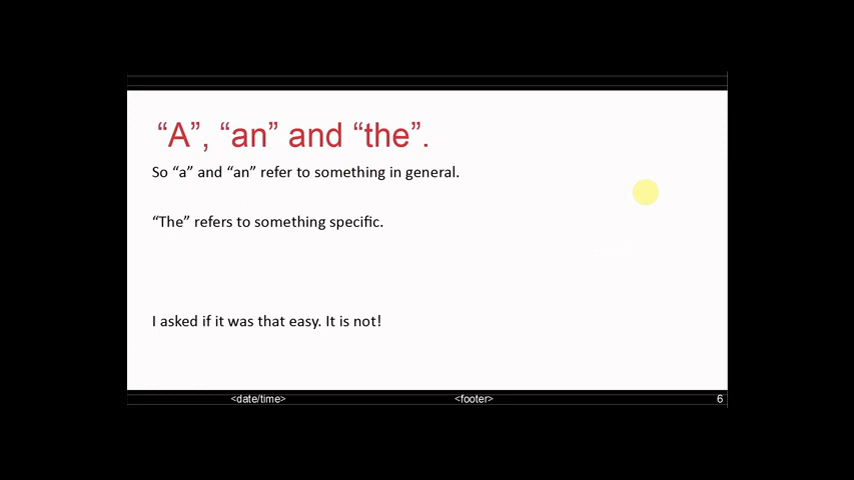 “A”, “an” and “the”.
So “a” and “an” refer to something in general.
“The” refers to something specific.
I asked if it was that easy. It is not!
<date/time> <footer> 6